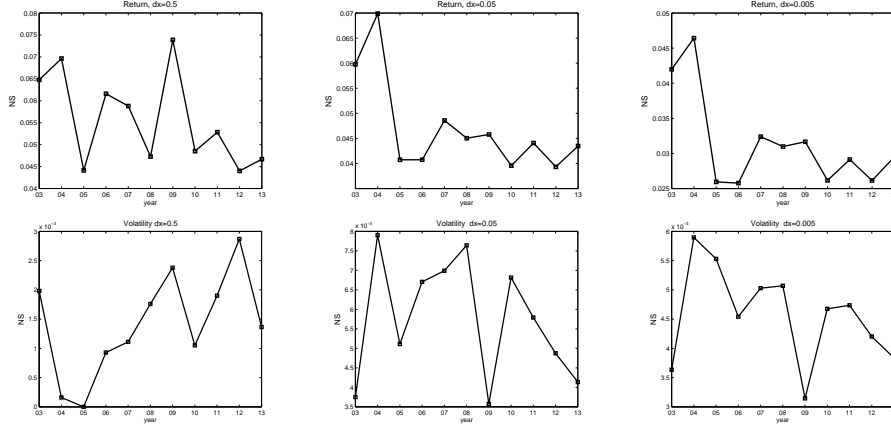 Return, dx=0.5
0.08
0.075
0.07
0.065
0.06
0.055
0.05
0.045
0.04
NS
03 04 05 06 07 08 09 10 11 12 13
year
Return, dx=0.05
0.07
0.065
0.06
0.055
0.05
0.045
0.04
NS
03 04 05 06 07 08 09 10 11 12 13
year
Return, dx=0.005
0.05
0.045
0.04
0.035
0.03
0.025
NS
03 04 05 06 07 08 09 10 11 12
year
Volatility dx=0.5
x 10⁻³
3
2.5
2
1.5
1
0.5
0
NS
03 04 05 06 07 08 09 10 11 12 13
year
Volatility dx=0.05
x 10⁻³
8
7.5
7
6.5
6
5.5
5
4.5
4
3.5
NS
03 04 05 06 07 08 09 10 11 12 13
year
Volatility dx=0.005
x 10⁻³
6
5.5
5
4.5
4
3.5
3
NS
03 04 05 06 07 08 09 10 11 12
year